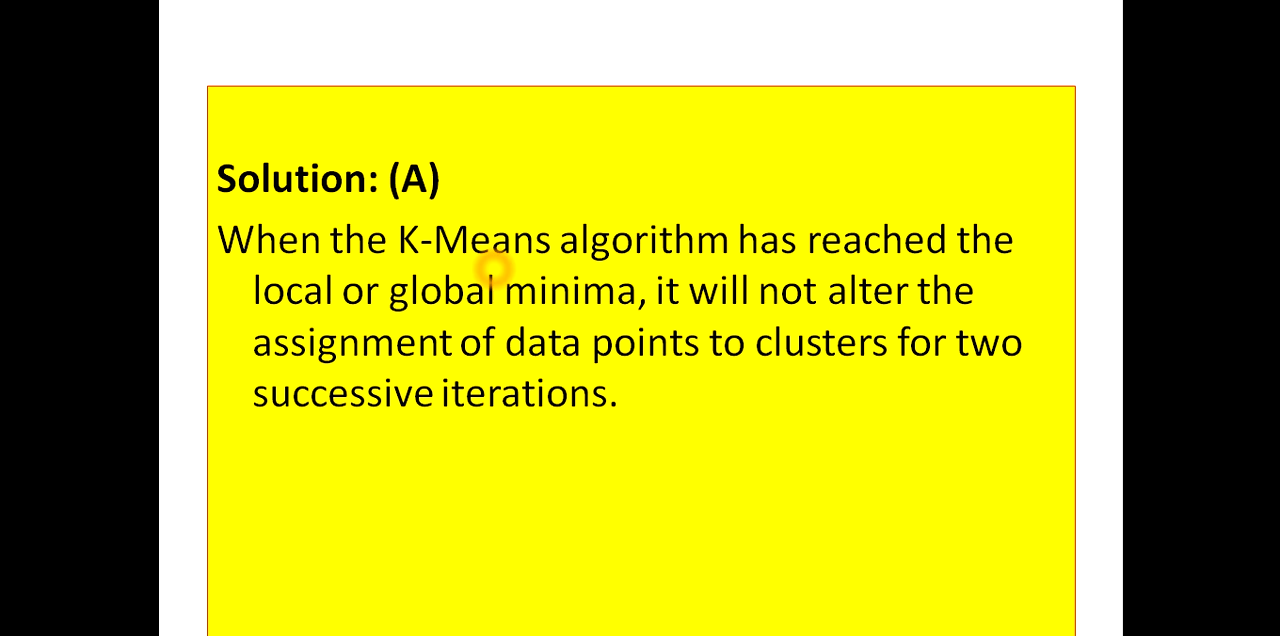 Solution: (A)
When the K-Means algorithm has reached the
local or global minima, it will not alter the
assignment of data points to clusters for two
successive iterations.